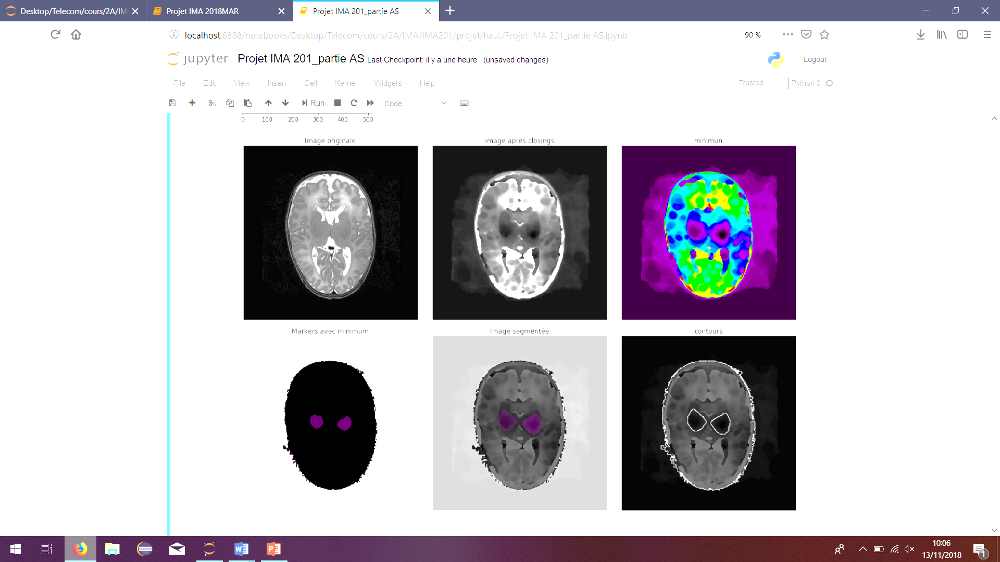 Desktop/Telecom/cours/2A/IM
Projet IMA 2018MAR
Projet IMA 201_partie AS
localhost:8888/notebooks/Desktop/Telecom/cours/2A/IMA/IMA201/projet/haut/Projet IMA 201_partie AS.ipynb
90 %
jupyter Projet IMA 201_partie AS Last Checkpoint: il y a une heure (unsaved changes)
Logout
File Edit View Insert Cell Kernel Widgets Help
Trusted
Python 3
Run
Code
0 100 200 300 400 500
Image originale
image après closings
minimun
Markers avec minimum
Image segmentée
contours
10:06
13/11/2018
1